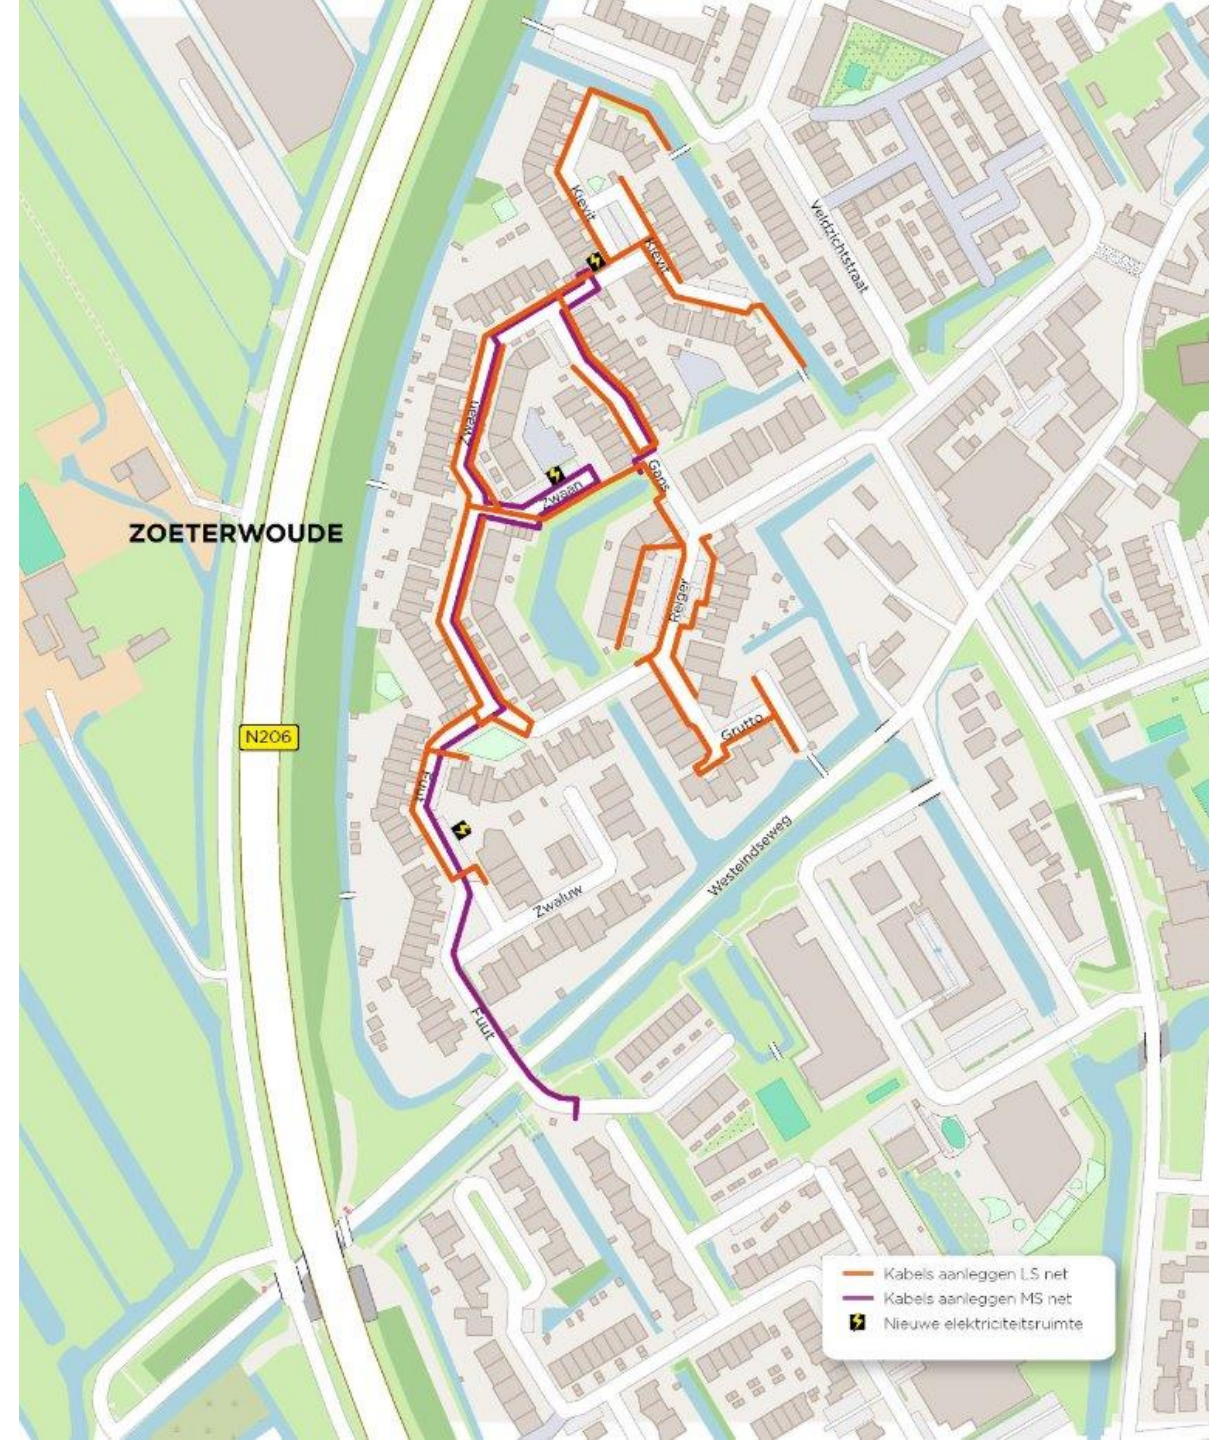 Kievit
Kievit
Veldzichtstraat
Zwaan
Gans
Zwaan
ZOETERWOUDE
Reiger
N206
Grutto
Fuut
Westeindseweg
Zwaluw
Fuut
Kabels aanleggen LS net
Kabels aanleggen MS net
Nieuwe elektriciteitsruimte